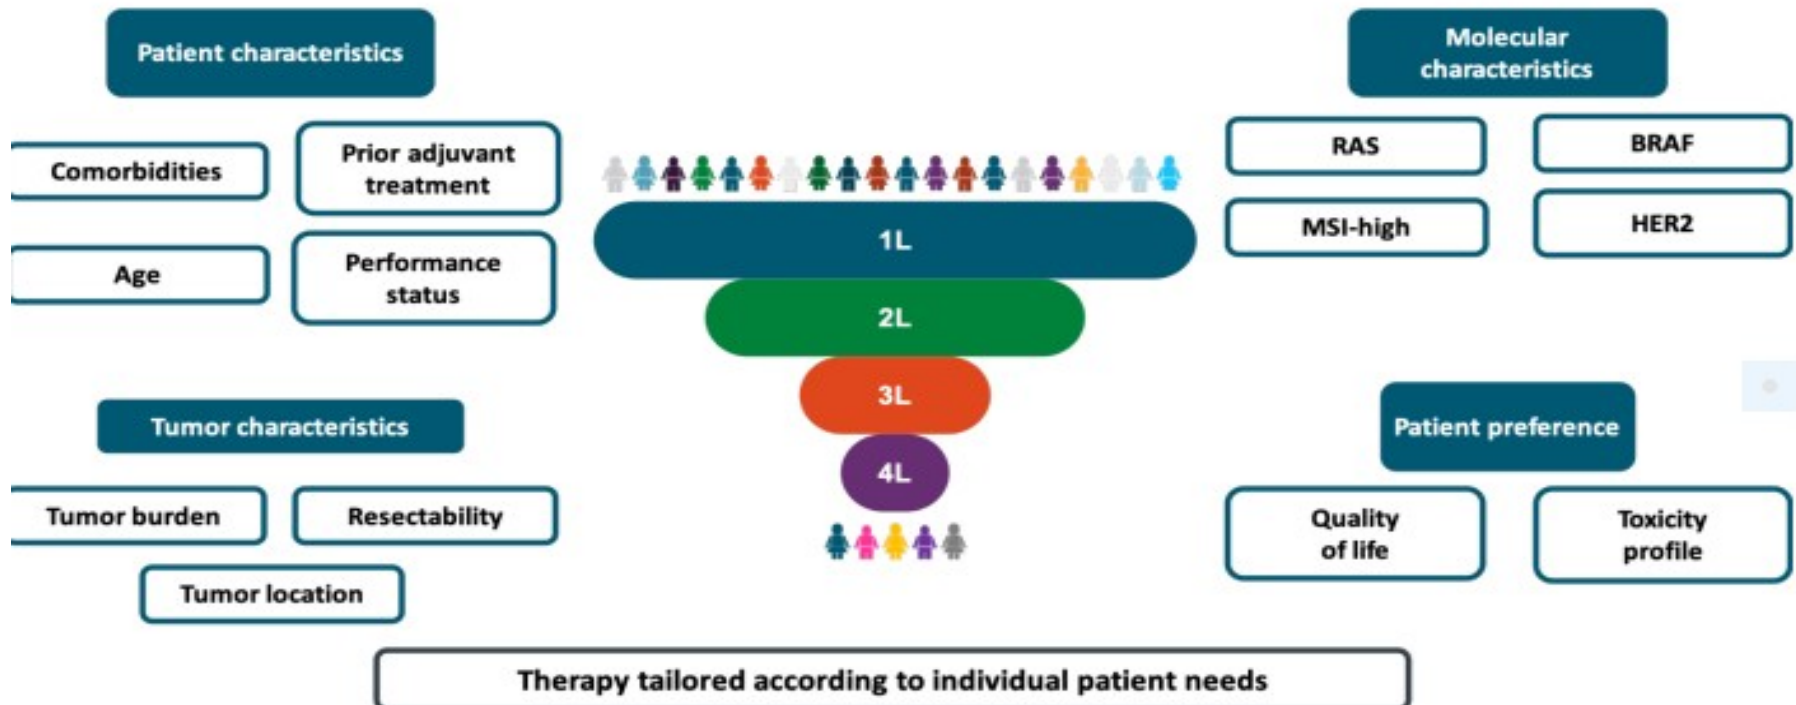 Patient characteristics
Comorbidities
Prior adjuvant
treatment
Age
Performance
status
Tumor characteristics
Tumor burden
Resectability
Tumor location
1L
2L
3L
4L
Molecular
characteristics
RAS
BRAF
MSI-high
HER2
Patient preference
Quality
of life
Toxicity
profile
Therapy tailored according to individual patient needs